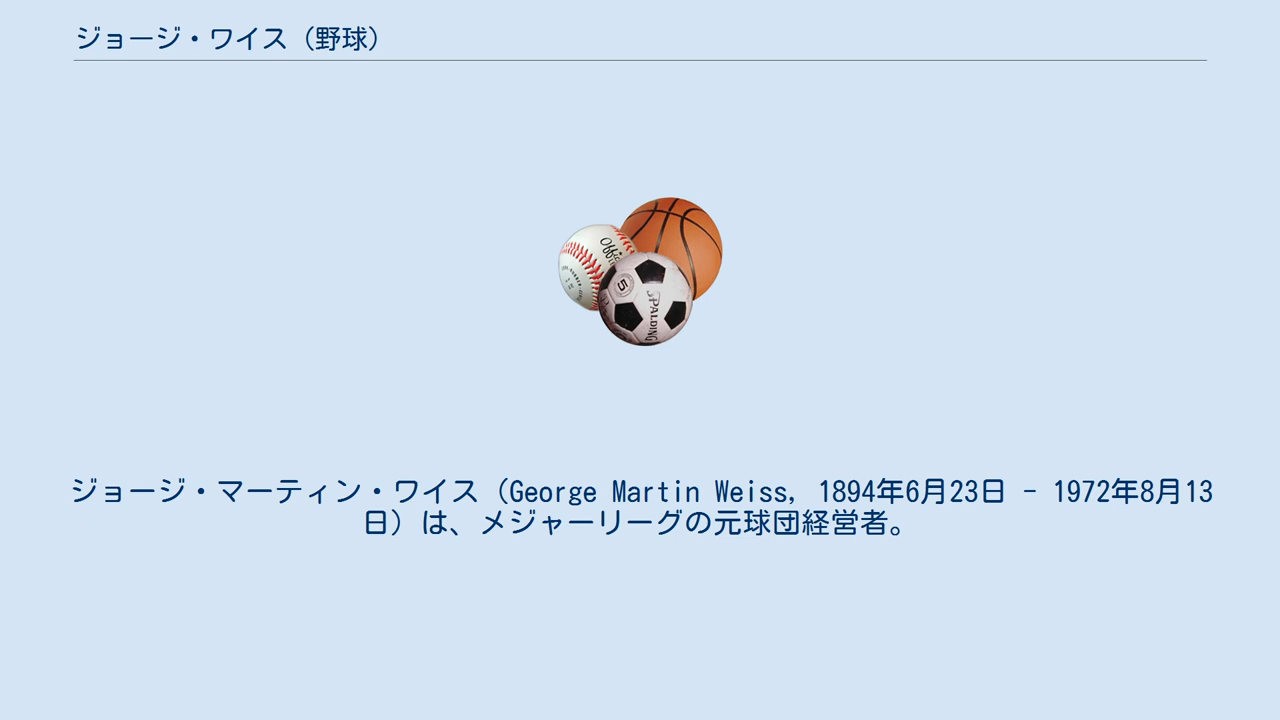 ジョージ・ワイス（野球）
Offic
5
SPALDING
ジョージ・マーティン・ワイス（George Martin Weiss, 1894年6月23日 - 1972年8月13
日）は、メジャーリーグの元球団経営者。